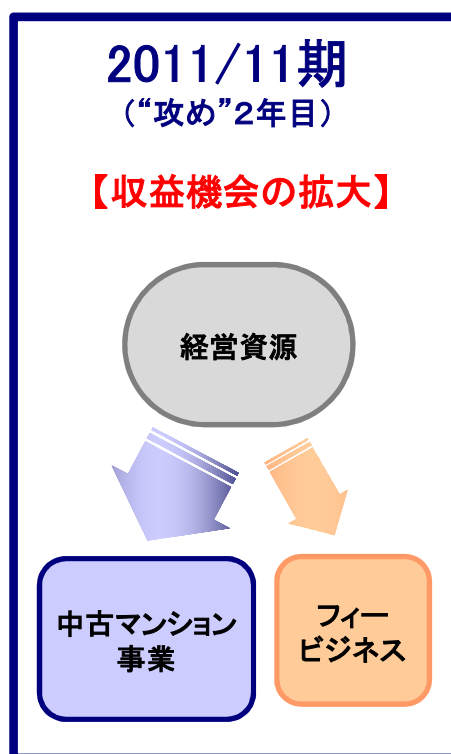 2011/11期
(“攻め”2年目)
【収益機会の拡大】
経営資源
中古マンション
事業
フィー
ビジネス